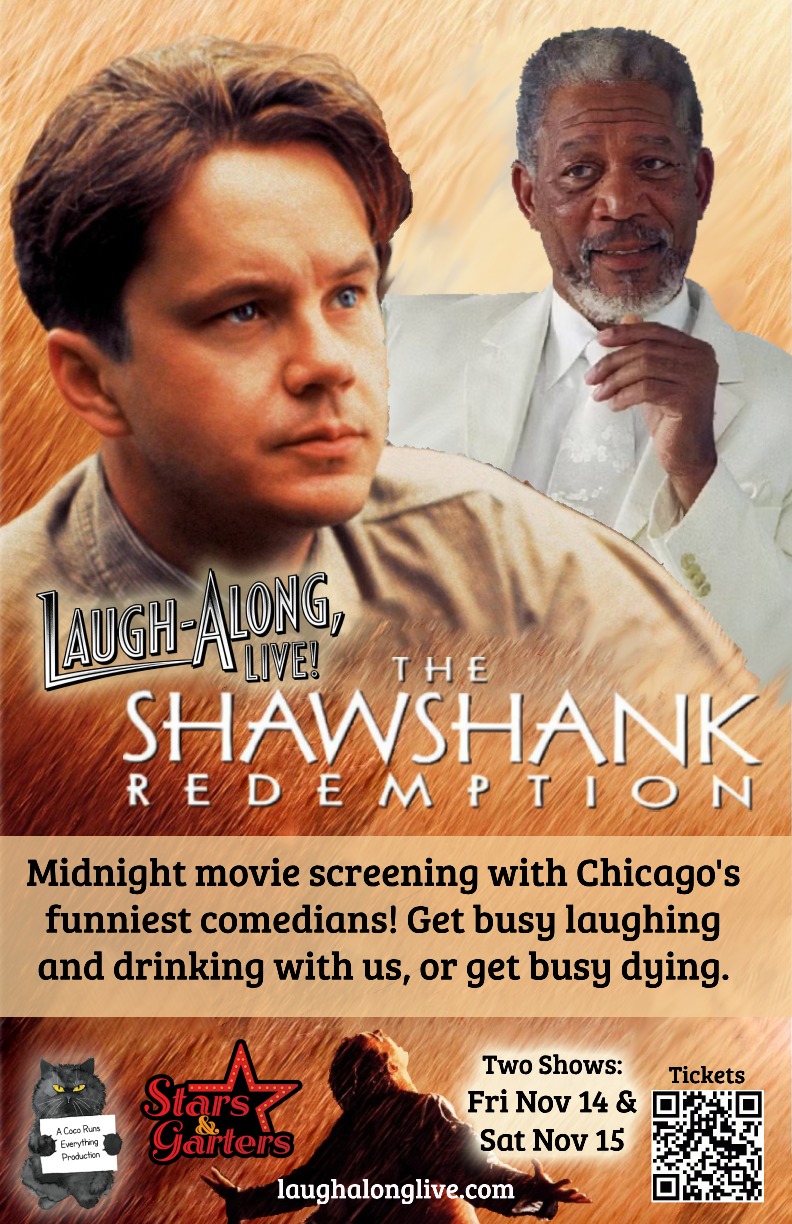 LAUGH-ALONG,
LIVE!
THE
SHAWSHANK
REDEMPTION
Midnight movie screening with Chicago's
funniest comedians! Get busy laughing
and drinking with us, or get busy dying.
A Coco Runs
Everything
Production
Stars
&
Garters
Two Shows:
Fri Nov 14 &
Sat Nov 15
Tickets
laughalonglive.com